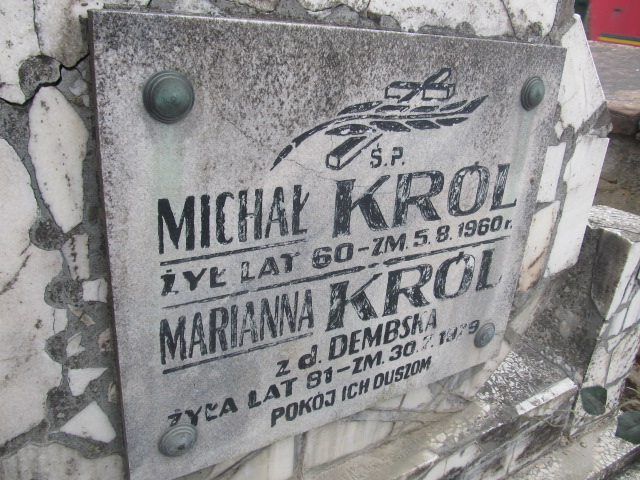 Ś.P.
MICHAŁ KRÓL
ŻYŁ LAT 60-ZM. 5.8.1960 r.
MARIANNA KRÓL
z d. DEMBSKA
ŻYŁA LAT 81-ZM. 30.7.1979
POKÓJ ICH DUSZOM